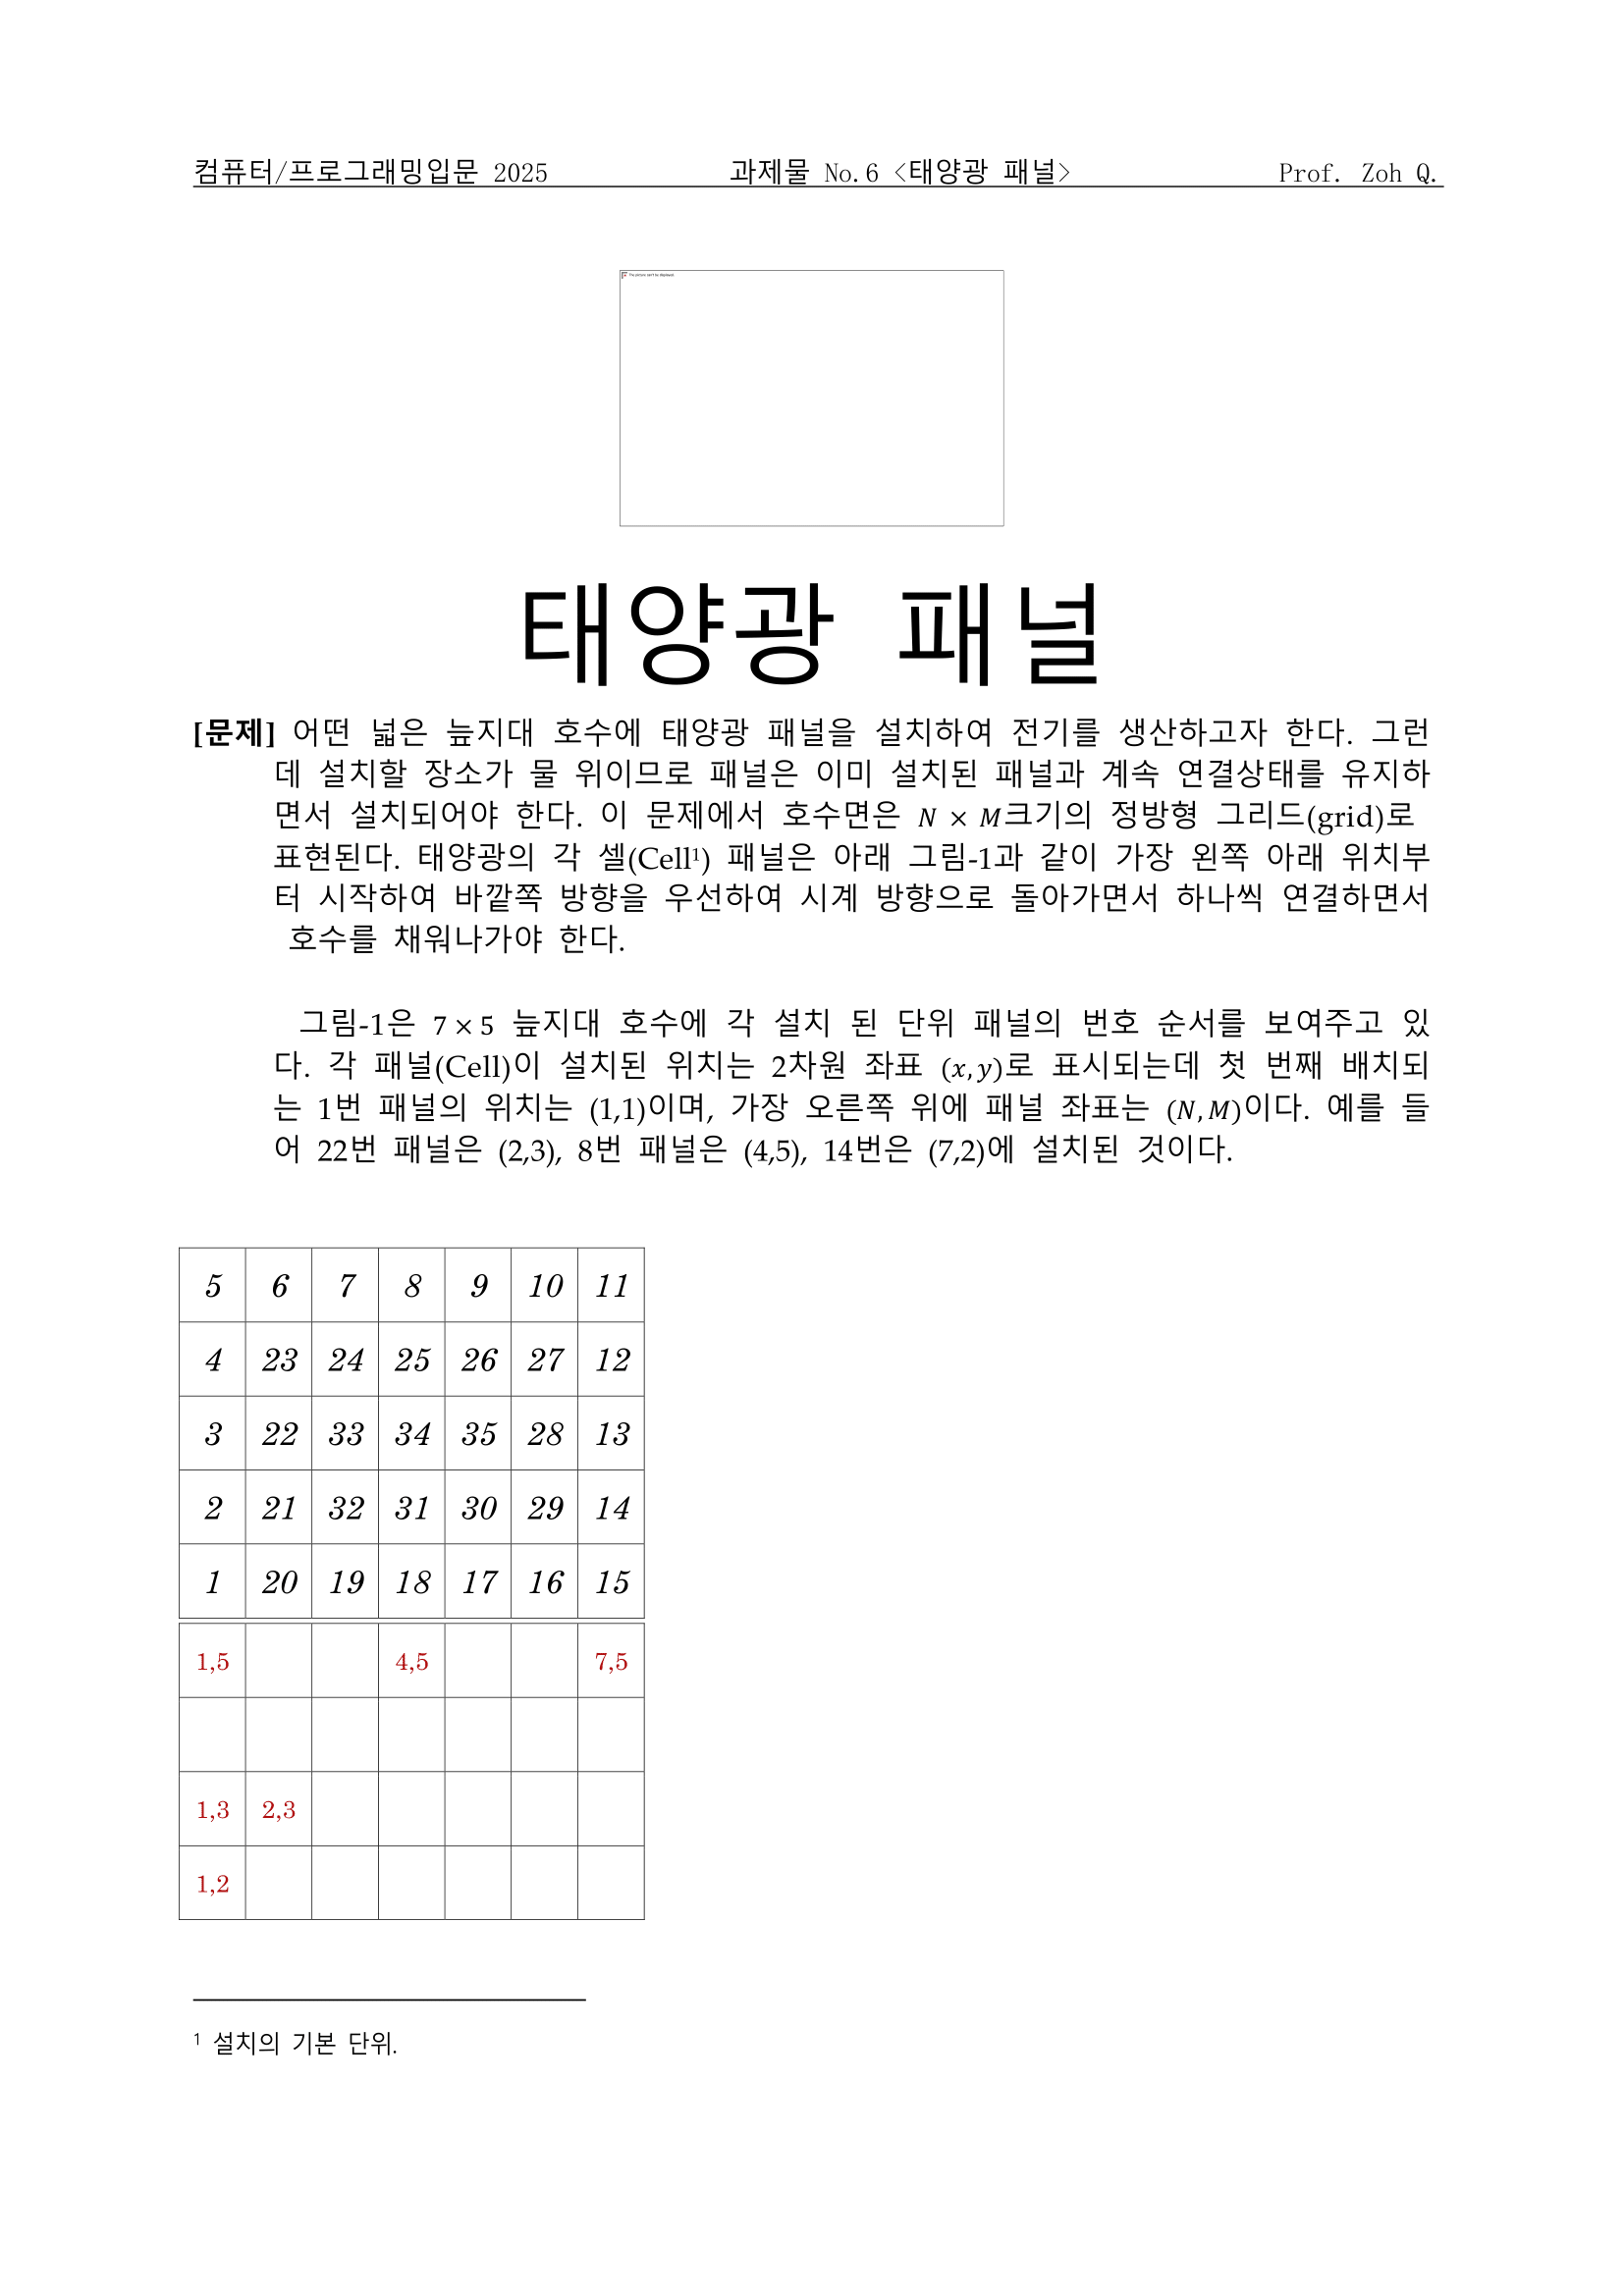 컴퓨터/프로그래밍입문 2025 과제물 No.6 <태양광 패널> Prof. Zoh Q.
The picture can't be displayed.
태양광 패널
[문제] 어떤 넓은 늪지대 호수에 태양광 패널을 설치하여 전기를 생산하고자 한다. 그런
데 설치할 장소가 물 위이므로 패널은 이미 설치된 패널과 계속 연결상태를 유지하
면서 설치되어야 한다. 이 문제에서 호수면은 N × M크기의 정방형 그리드(grid)로
표현된다. 태양광의 각 셀(Cell¹) 패널은 아래 그림-1과 같이 가장 왼쪽 아래 위치부
터 시작하여 바깥쪽 방향을 우선하여 시계 방향으로 돌아가면서 하나씩 연결하면서
호수를 채워나가야 한다.
그림-1은 7 × 5 늪지대 호수에 각 설치 된 단위 패널의 번호 순서를 보여주고 있
다. 각 패널(Cell)이 설치된 위치는 2차원 좌표 (x, y)로 표시되는데 첫 번째 배치되
는 1번 패널의 위치는 (1,1)이며, 가장 오른쪽 위에 패널 좌표는 (N, M)이다. 예를 들
어 22번 패널은 (2,3), 8번 패널은 (4,5), 14번은 (7,2)에 설치된 것이다.
5 6 7 8 9 10 11
4 23 24 25 26 27 12
3 22 33 34 35 28 13
2 21 32 31 30 29 14
1 20 19 18 17 16 15
1,5 4,5 7,5
1,3 2,3
1,2
¹ 설치의 기본 단위.